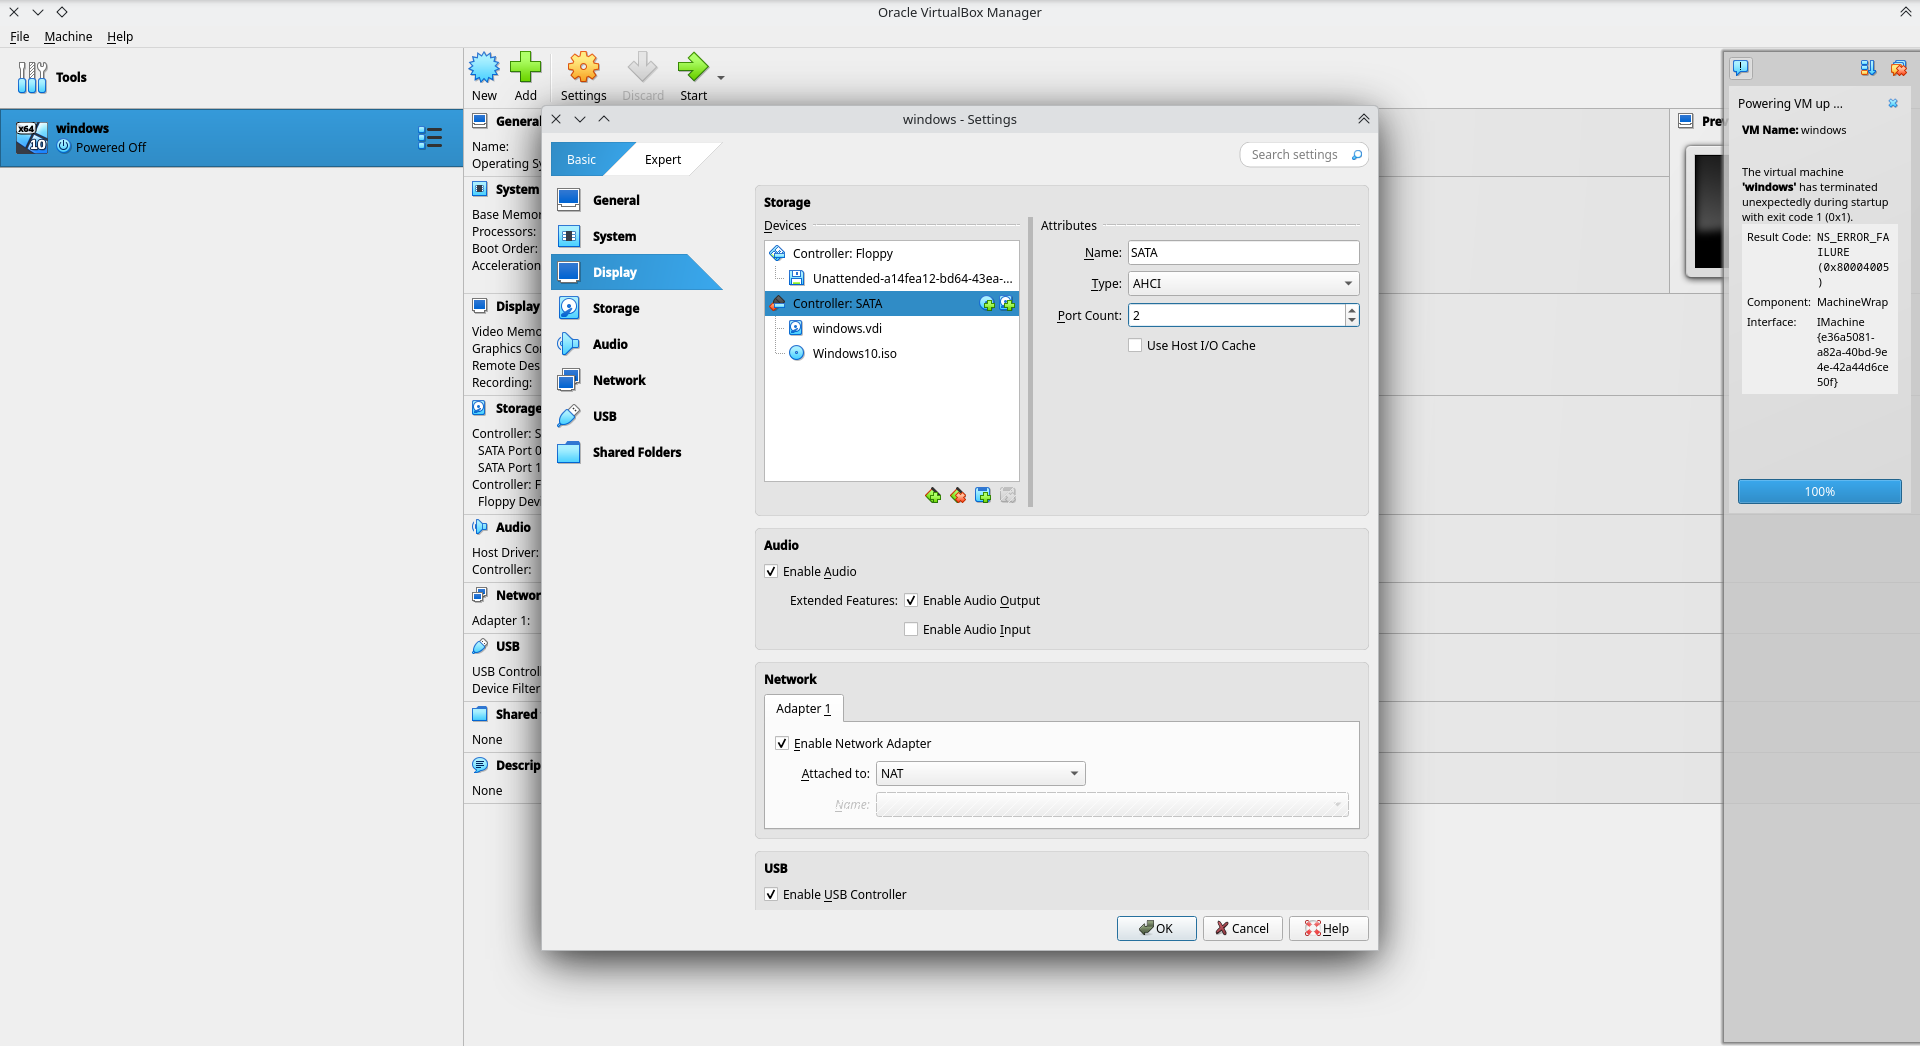 Oracle VirtualBox Manager
File Machine Help
Tools
windows
Powered Off
New Add Settings Discard Start
General
Name:
Operating Sy
System
Base Memor
Processors:
Boot Order:
Acceleration
Display
Video Memo
Graphics Co
Remote Des
Recording:
Storage
Controller: S
SATA Port 0
SATA Port 1
Controller: F
Floppy Dev
Audio
Host Driver:
Controller:
Networ
Adapter 1:
USB
USB Control
Device Filter
Shared
None
Descrip
None
windows - Settings
Basic Expert
Search settings
General
System
Display
Storage
Audio
Network
USB
Shared Folders
Storage
Devices
Controller: Floppy
Unattended-a14fea12-bd64-43ea-...
Controller: SATA
windows.vdi
Windows10.iso
Attributes
Name: SATA
Type: AHCI
Port Count: 2
Use Host I/O Cache
Audio
Enable Audio
Extended Features: Enable Audio Output
Enable Audio Input
Network
Adapter 1
Enable Network Adapter
Attached to: NAT
Name:
USB
Enable USB Controller
OK Cancel Help
Prev
Powering VM up ...
VM Name: windows
The virtual machine
'windows' has terminated
unexpectedly during startup
with exit code 1 (0x1).
Result Code: NS_ERROR_FA
ILURE
(0x80004005
)
Component: MachineWrap
Interface: IMachine
{e36a5081-
a82a-40bd-9e
4e-42a44d6ce
50f}
100%